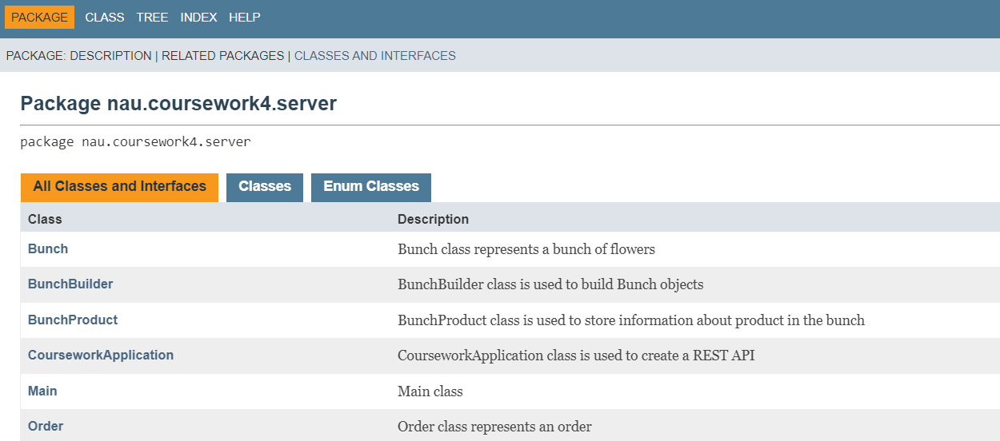 PACKAGE CLASS TREE INDEX HELP
PACKAGE: DESCRIPTION | RELATED PACKAGES | CLASSES AND INTERFACES
Package nau.coursework4.server
package nau.coursework4.server
All Classes and Interfaces Classes Enum Classes
Class Description
Bunch Bunch class represents a bunch of flowers
BunchBuilder BunchBuilder class is used to build Bunch objects
BunchProduct BunchProduct class is used to store information about product in the bunch
CourseworkApplication CourseworkApplication class is used to create a REST API
Main Main class
Order Order class represents an order